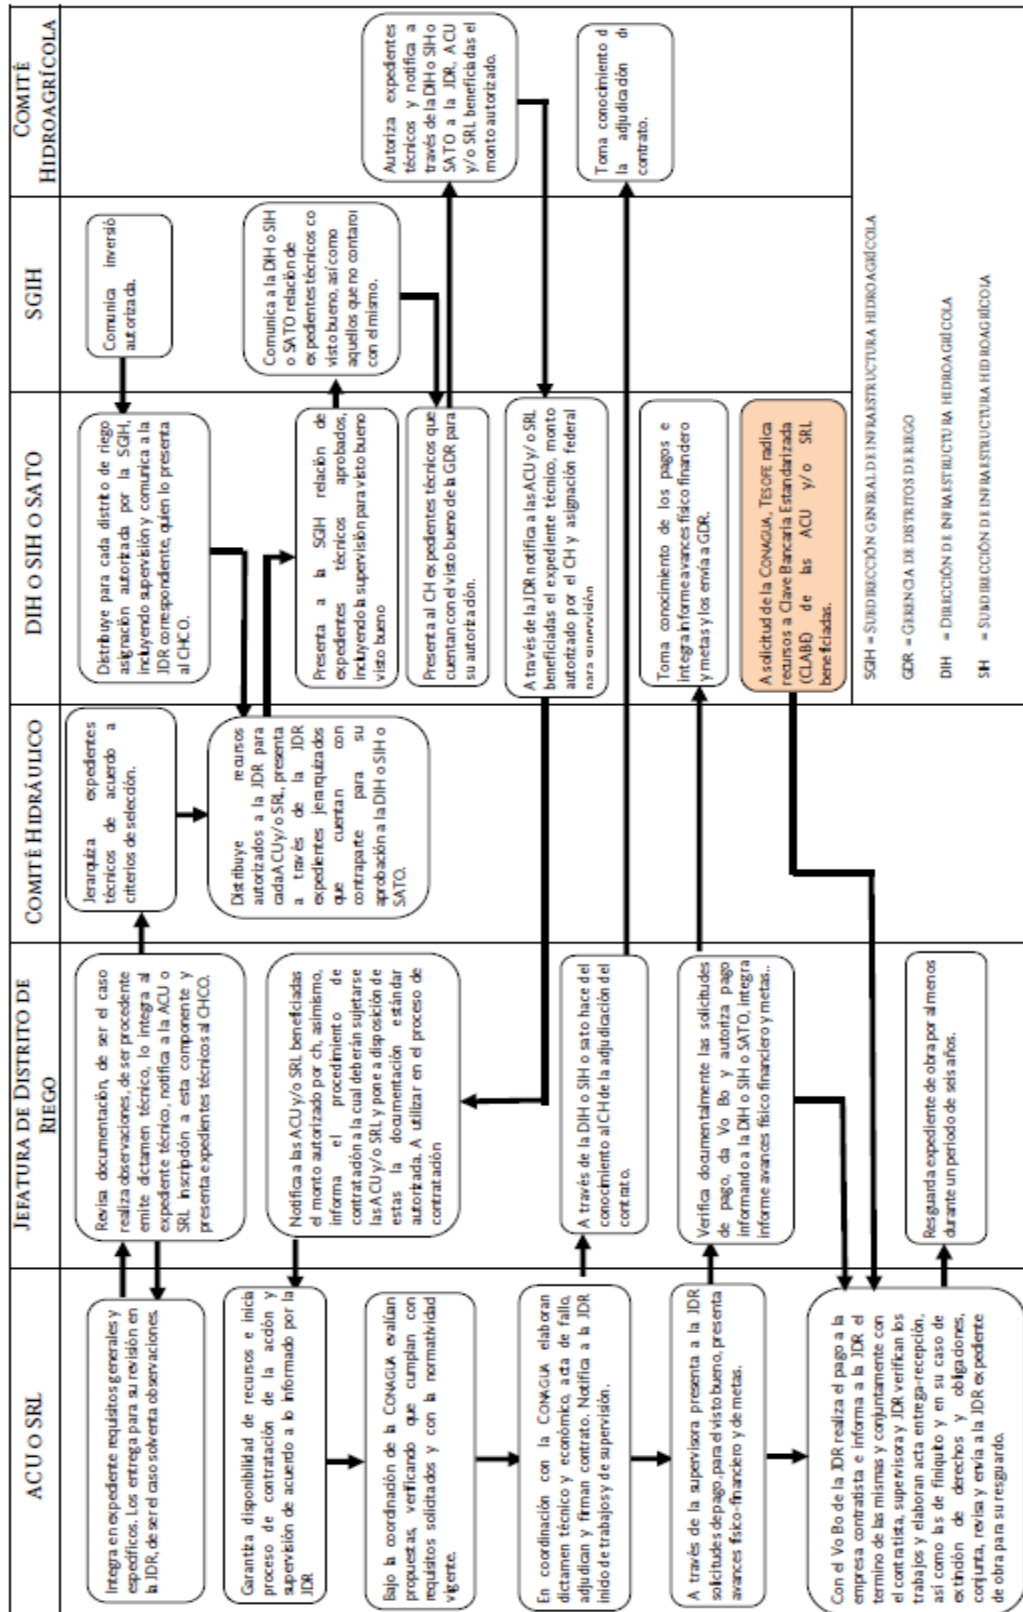 ACU O SRL
JEFATURA DE DISTRITO DE
RIEGO
COMITÉ HIDRÁULICO
DIH O SIH O SATO
SGIH
COMITÉ
HIDROAGRÍCOLA
Integra en expediente requisitos generales y
específicos. Los entrega para su revisión en
la JDR, de ser el caso solventa observaciones.
Revisa documentación, de ser el caso
realiza observaciones, de ser procedente
emite dictamen técnico, lo integra al
expediente técnico, notifica a la ACU o
SRL inscripción a esta componente y
presenta expedientes técnicos al CHCO.
Jerarquiza expedientes
técnicos de acuerdo a
criterios de selección.
Distribuye para cada distrito de riego
asignación autorizada por la SGIH,
incluyendo supervisión y comunica a la
JDR correspondiente, quien lo presenta
al CHCO.
Comunica inversió
autorizada.
Distribuye recursos
autorizados a la JDR para
cada ACU y/o SRL, presenta
a través de la JDR
expedientes jerarquizados
que cuentan con
contraparte para su
aprobación a la DIH o SIH o
SATO.
Presenta a la SGIH relación de
expedientes técnicos aprobados,
incluyendo la supervisión para visto bueno
visto bueno
Comunica a la DIH o SIH
o SATO relación de
expedientes técnicos co
visto bueno, así como
aquellos que no contaron
con el mismo.
Presenta al CH expedientes técnicos que
cuentan con el visto bueno de la GDR para
su autorización.
Autoriza expedientes
técnicos y notifica a
través de la DIH o SIH o
SATO a la JDR, ACU
y/o SRL beneficiadas el
monto autorizado.
A través de la JDR notifica a las ACU y/o SRL
beneficiadas el expediente técnico, monto
autorizado por el CH y asignación federal
para supervisión
Notifica a las ACU y/o SRL beneficiadas
el monto autorizado por ch, asimismo,
informa el procedimiento de
contratación a la cual deberán sujetarse
las ACU y/o SRL y pone a disposición de
estas la documentación estándar
autorizada. A utilizar en el proceso de
contratación
Garantiza disponibilidad de recursos e inicia
proceso de contratación de la acción y
supervisión de acuerdo a lo informado por la
JDR
Bajo la coordinación de la CONAGUA evalúan
propuestas, verificando que cumplan con
requisitos solicitados y con la normatividad
vigente.
En coordinación con la CONAGUA elaboran
dictamen técnico y económico, acta de fallo,
adjudican y firman contrato. Notifica a la JDR
inicio de trabajos y de supervisión.
A través de la DIH o SIH o sato hace del
conocimiento al CH de la adjudicación del
contrato.
Toma conocimiento d
la adjudicación de
contrato.
A través de la supervisora presenta a la JDR
solicitudes de pago, para el visto bueno, presenta
avances físico-financiero y de metas.
Verifica documentalmente las solicitudes
de pago, da Vo Bo y autoriza pago
informando a la DIH o SIH o SATO, integra
informe avances físico financiero y metas..
Toma conocimiento de los pagos e
integra informe avances físico financiero
y metas y los envía a GDR.
A solicitud de la CONAGUA, TESOFE radica
recursos a Clave Bancaria Estandarizada
(CLABE) de las ACU y/o SRL
beneficiadas.
Con el Vo Bo de la JDR realiza el pago a la
empresa contratista e informa a la JDR el
termino de las mismas y conjuntamente con
el contratista, supervisora y JDR verifican los
trabajos y elaboran acta entrega-recepción,
así como las de finiquito y en su caso de
extinción de derechos y obligaciones,
conjunta, revisa y envía a la JDR expediente
de obra para su resguardo.
Resguarda expediente de obra por al menos
durante un periodo de seis años.
SGIH = SUBDIRECCIÓN GENERAL DE INFRAESTRUCTURA HIDROAGRÍCOLA
GDR = GERENCIA DE DISTRITOS DE RIEGO
DIH = DIRECCIÓN DE INFRAESTRUCTURA HIDROAGRÍCOLA
SIH = SUBDIRECCIÓN DE INFRAESTRUCTURA HIDROAGRÍCOLA